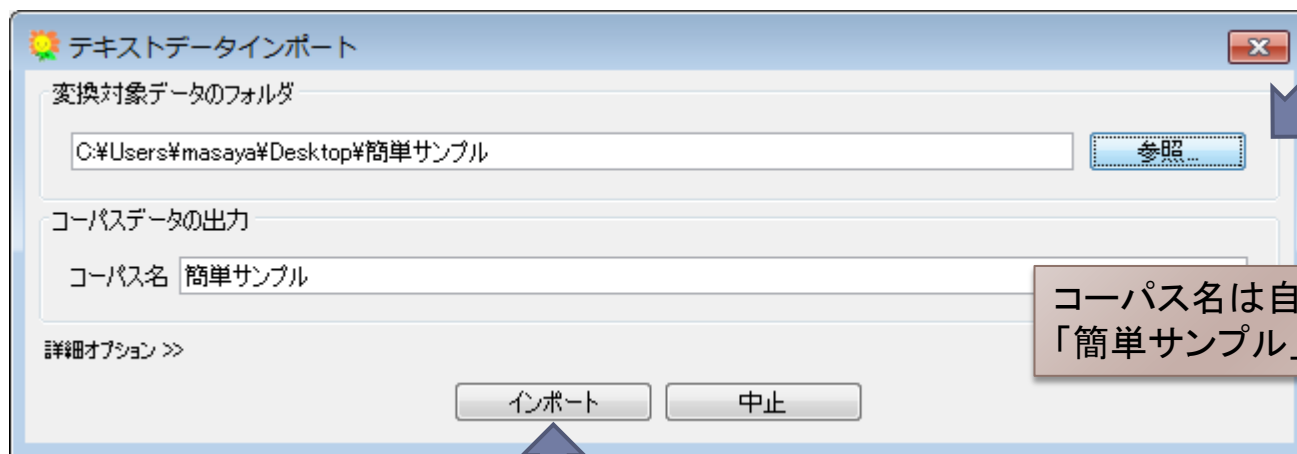 テキストデータインポート
変換対象データのフォルダ
C:¥Users¥masaya¥Desktop¥簡単サンプル
参照...
コーパスデータの出力
コーパス名 簡単サンプル
コーパス名は自
「簡単サンプル」
詳細オプション >>
インポート 中止